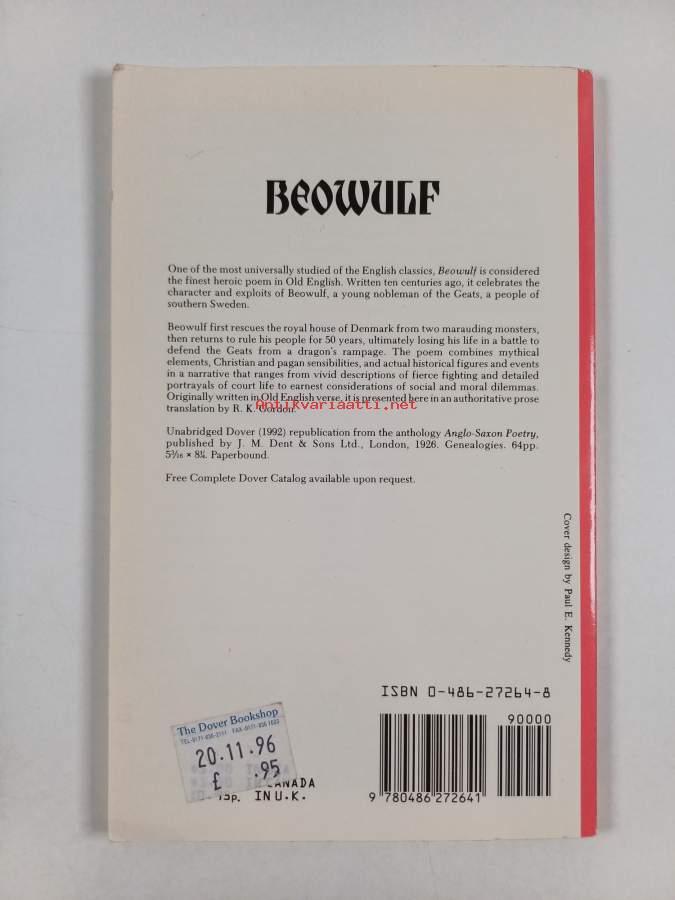 BEOWULF
One of the most universally studied of the English classics, Beowulf is considered
the finest heroic poem in Old English. Written ten centuries ago, it celebrates the
character and exploits of Beowulf, a young nobleman of the Geats, a people of
southern Sweden.
Beowulf first rescues the royal house of Denmark from two marauding monsters,
then returns to rule his people for 50 years, ultimately losing his life in a battle to
defend the Geats from a dragon's rampage. The poem combines mythical
elements, Christian and pagan sensibilities, and actual historical figures and events
in a narrative that ranges from vivid descriptions of fierce fighting and detailed
portrayals of court life to earnest considerations of social and moral dilemmas.
Originally written in Old English verse, it is presented here in an authoritative prose
Antikvariaatti.net
translation by R. K. Gordon.
Unabridged Dover (1992) republication from the anthology Anglo-Saxon Poetry,
published by J. M. Dent & Sons Ltd., London, 1926. Genealogies. 64pp.
5³⁄₁₆ × 8¼. Paperbound.
Free Complete Dover Catalog available upon request.
Cover design by Paul E. Kennedy
ISBN 0-486-27264-8
90000
9 780486 272641
The Dover Bookshop
20.11.96
£ .95
CANADA
IN U.K.